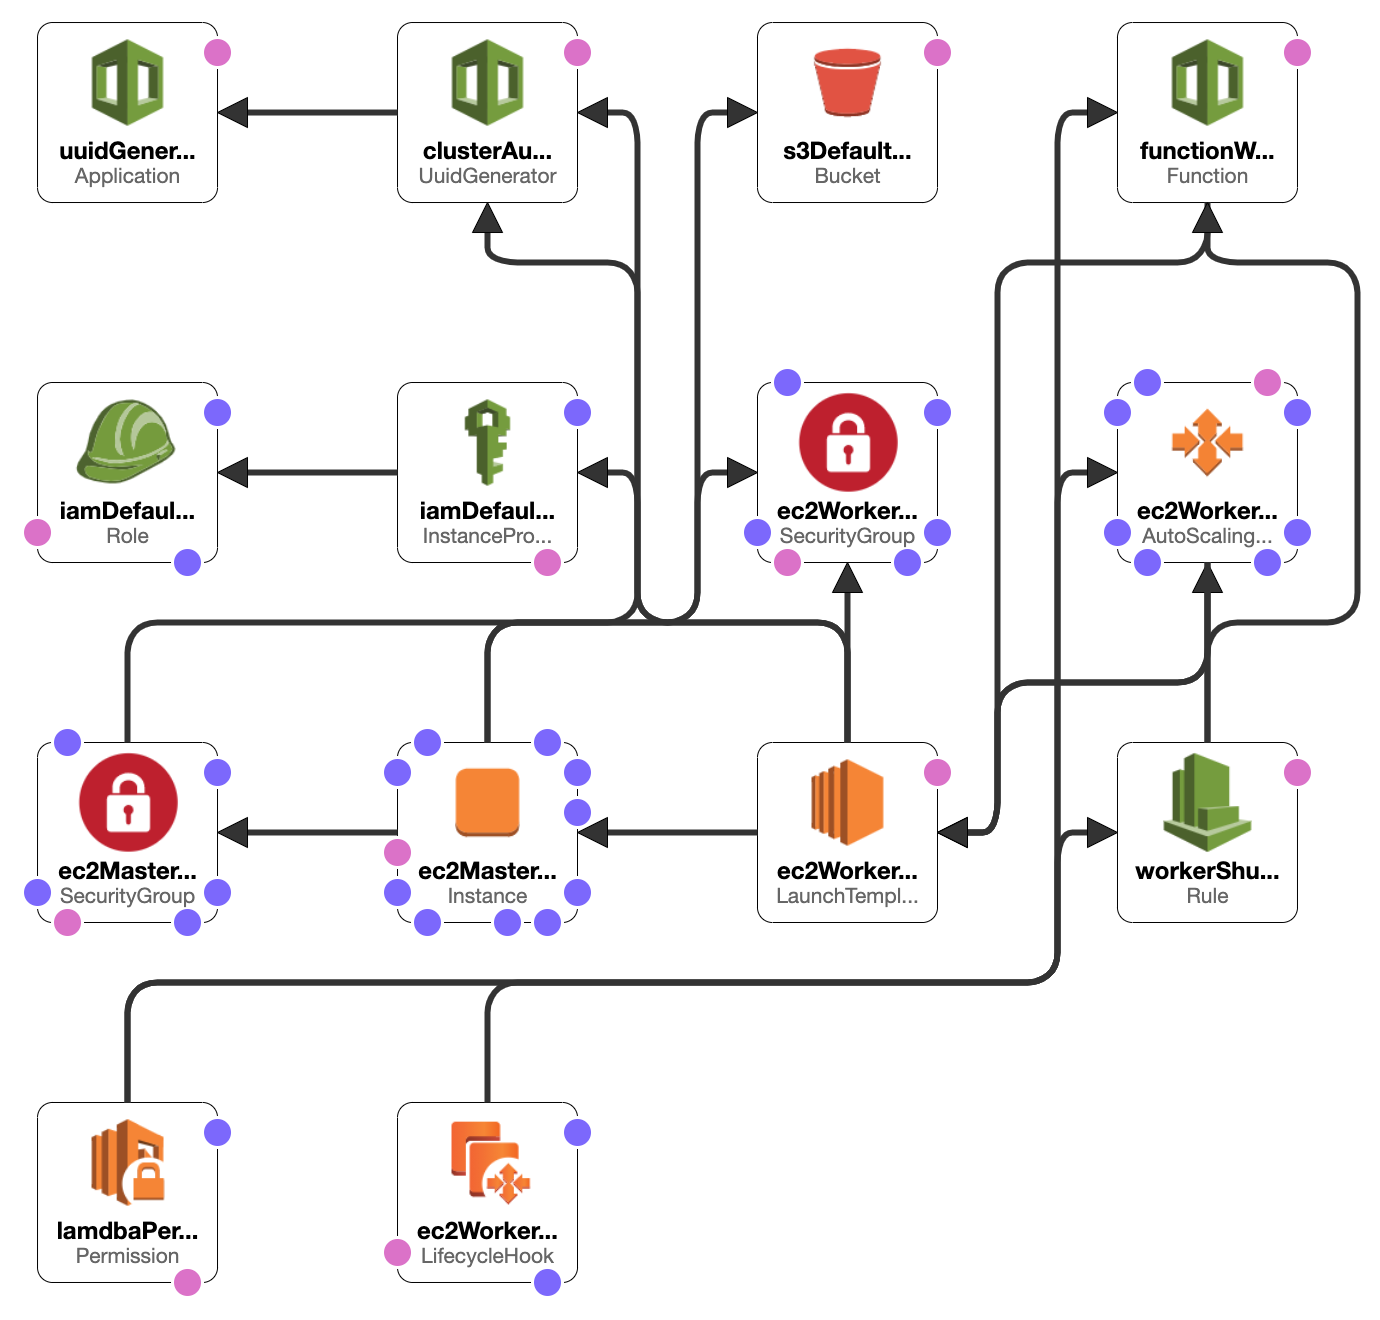 uuidGener...
Application
clusterAu...
UuidGenerator
s3Default...
Bucket
functionW...
Function
iamDefaul...
Role
iamDefaul...
InstancePro...
ec2Worker...
SecurityGroup
ec2Worker...
AutoScaling...
ec2Master...
SecurityGroup
ec2Master...
Instance
ec2Worker...
LaunchTempl...
workerShu...
Rule
lamdbaPer...
Permission
ec2Worker...
LifecycleHook